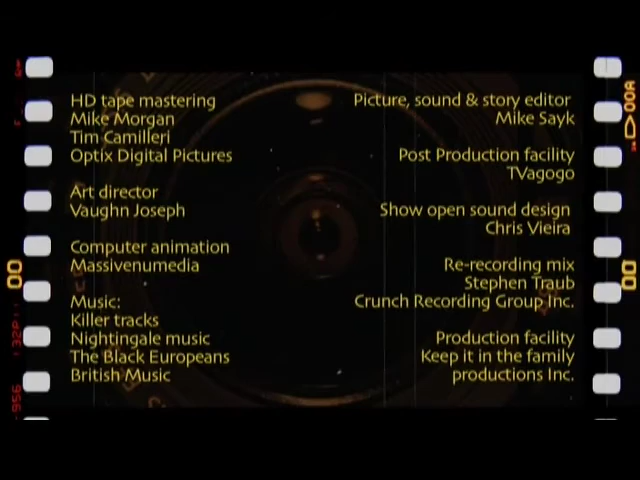 HD tape mastering
Mike Morgan
Tim Camilleri
Optix Digital Pictures
Art director
Vaughn Joseph
Computer animation
Massivenumedia
Music:
Killer tracks
Nightingale music
The Black Europeans
British Music
Picture, sound & story editor
Mike Sayk
Post Production facility
TVagogo
Show open sound design
Chris Vieira
Re-recording mix
Stephen Traub
Crunch Recording Group Inc.
Production facility
Keep it in the family
productions Inc.
00
00